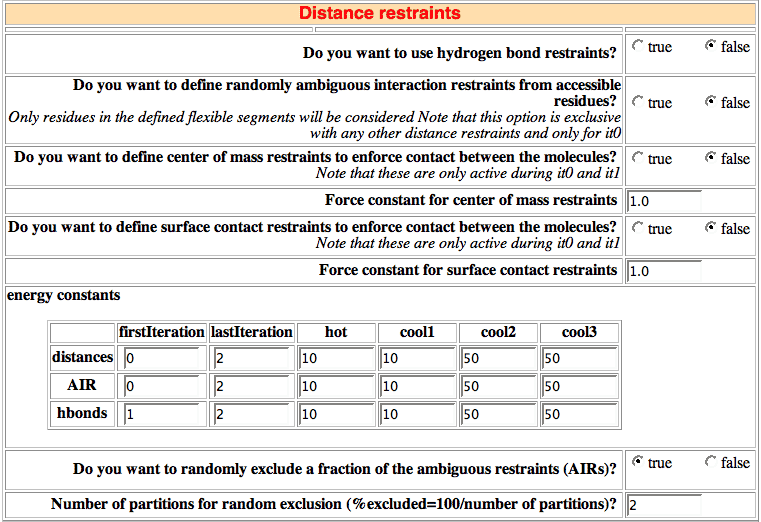 Distance restraints
Do you want to use hydrogen bond restraints? true false
Do you want to define randomly ambiguous interaction restraints from accessible
residues? true false
Only residues in the defined flexible segments will be considered Note that this option is exclusive
with any other distance restraints and only for it0
Do you want to define center of mass restraints to enforce contact between the molecules? true false
Note that these are only active during it0 and it1
Force constant for center of mass restraints 1.0
Do you want to define surface contact restraints to enforce contact between the molecules? true false
Note that these are only active during it0 and it1
Force constant for surface contact restraints 1.0
energy constants
firstIteration lastIteration hot cool1 cool2 cool3
distances 0 2 10 10 50 50
AIR 0 2 10 10 50 50
hbonds 1 2 10 10 50 50
Do you want to randomly exclude a fraction of the ambiguous restraints (AIRs)? true false
Number of partitions for random exclusion (%excluded=100/number of partitions)? 2